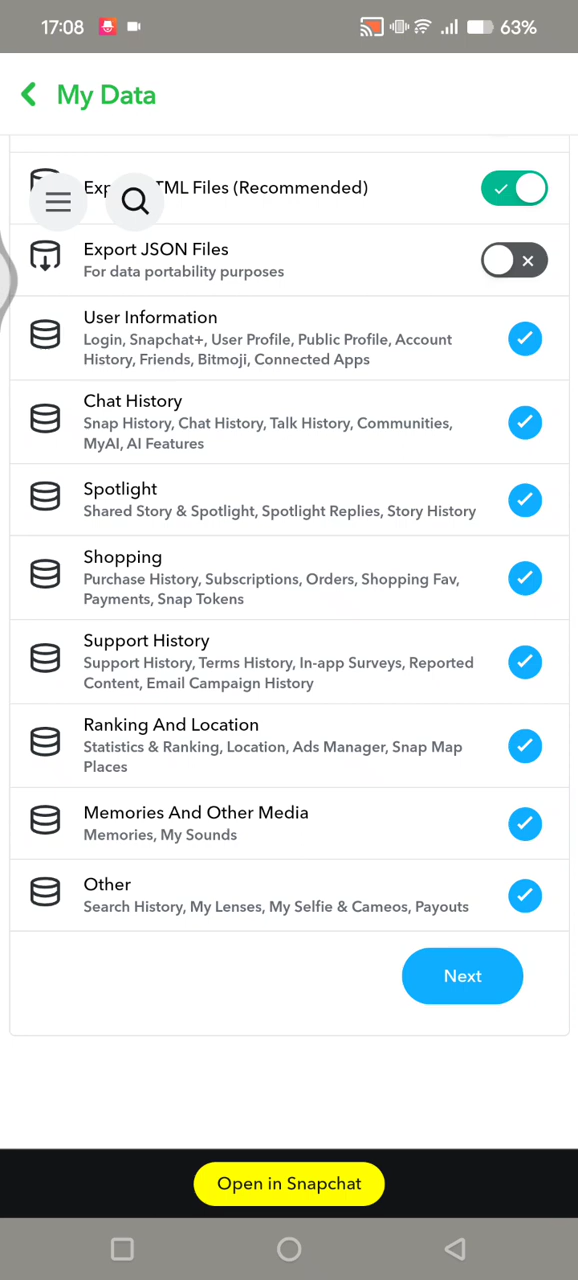 17:08
63%
My Data
Exp TML Files (Recommended)
Export JSON Files
For data portability purposes
User Information
Login, Snapchat+, User Profile, Public Profile, Account
History, Friends, Bitmoji, Connected Apps
Chat History
Snap History, Chat History, Talk History, Communities,
MyAI, AI Features
Spotlight
Shared Story & Spotlight, Spotlight Replies, Story History
Shopping
Purchase History, Subscriptions, Orders, Shopping Fav,
Payments, Snap Tokens
Support History
Support History, Terms History, In-app Surveys, Reported
Content, Email Campaign History
Ranking And Location
Statistics & Ranking, Location, Ads Manager, Snap Map
Places
Memories And Other Media
Memories, My Sounds
Other
Search History, My Lenses, My Selfie & Cameos, Payouts
Next
Open in Snapchat